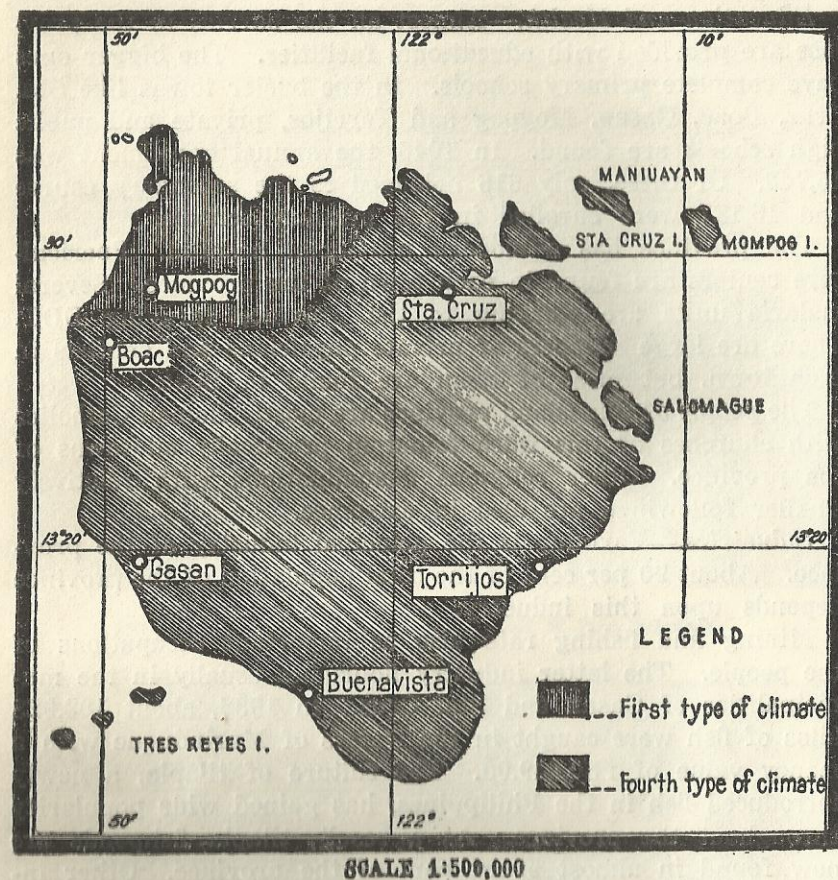 50' 122° 10'
MANIUAYAN
30' STA CRUZ I. MOMPOG I.
Mogpog Sta. Cruz
Boac
SALOMAGUE
13°20' 13°20
Gasan Torrijos
LEGEND
Buenavista
First type of climate
TRES REYES I.
Fourth type of climate
50' 122°
SCALE 1:500,000